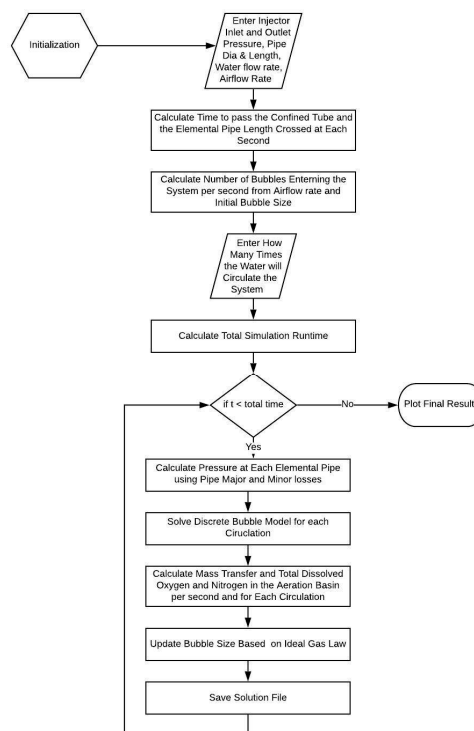 Initialization
Enter Injector
Inlet and Outlet
Pressure, Pipe
Dia & Length,
Water flow rate,
Airflow Rate
Calculate Time to pass the Confined Tube and
the Elemental Pipe Length Crossed at Each
Second
Calculate Number of Bubbles Enterning the
System per second from Airflow rate and
Initial Bubble Size
Enter How
Many Times
the Water will
Circulate the
System
Calculate Total Simulation Runtime
if t < total time
No
Plot Final Result
Yes
Calculate Pressure at Each Elemental Pipe
using Pipe Major and Minor losses
Solve Discrete Bubble Model for each
Ciruclation
Calculate Mass Transfer and Total Dissolved
Oxygen and Nitrogen in the Aeration Basin
per second and for Each Circulation
Update Bubble Size Based on Ideal Gas Law
Save Solution File